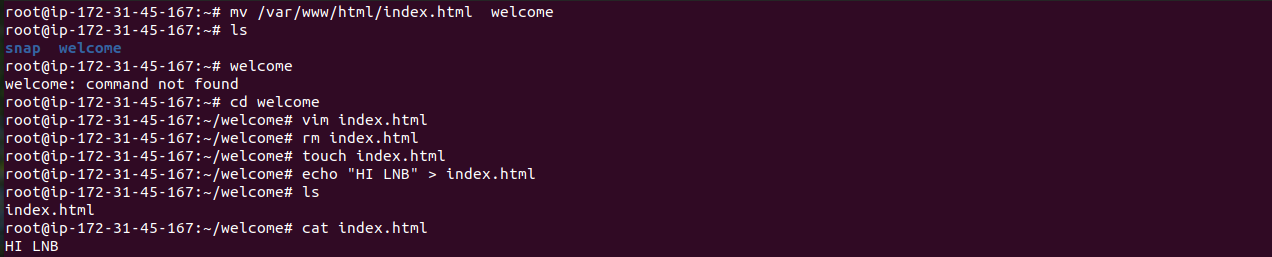 root@ip-172-31-45-167:~# mv /var/www/html/index.html  welcome
root@ip-172-31-45-167:~# ls
snap  welcome
root@ip-172-31-45-167:~# welcome
welcome: command not found
root@ip-172-31-45-167:~# cd welcome
root@ip-172-31-45-167:~/welcome# vim index.html
root@ip-172-31-45-167:~/welcome# rm index.html
root@ip-172-31-45-167:~/welcome# touch index.html
root@ip-172-31-45-167:~/welcome# echo "HI LNB" > index.html
root@ip-172-31-45-167:~/welcome# ls
index.html
root@ip-172-31-45-167:~/welcome# cat index.html
HI LNB